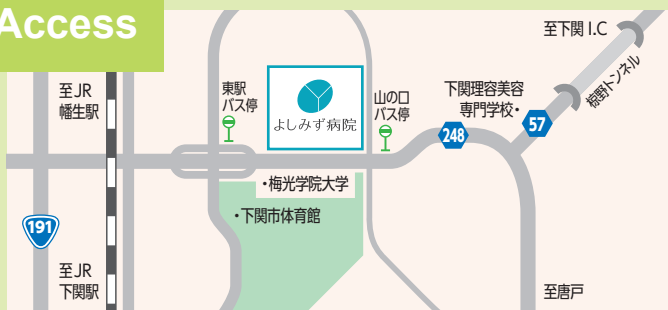 Access
至下関 I.C
至JR
幡生駅
東駅
バス停
よしみず病院
山の口
バス停
下関理容美容
専門学校・
椋野トンネル
57
248
・梅光学院大学
・下関市体育館
191
至JR
下関駅
至唐戸